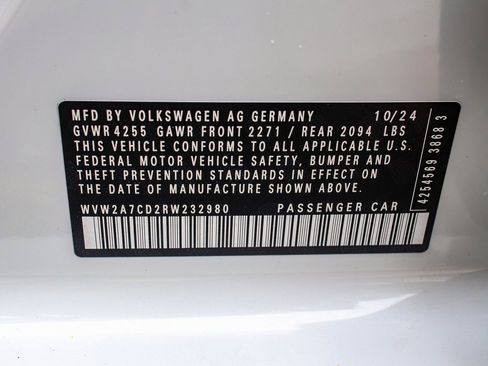 MFD BY VOLKSWAGEN AG GERMANY 10/24
GVWR 4255 GAWR FRONT 2271 / REAR 2094 LBS
THIS VEHICLE CONFORMS TO ALL APPLICABLE U.S.
FEDERAL MOTOR VEHICLE SAFETY, BUMPER AND
THEFT PREVENTION STANDARDS IN EFFECT ON
THE DATE OF MANUFACTURE SHOWN ABOVE.
WVW2A7CD2RW232980 PASSENGER CAR
4254569 3868 3